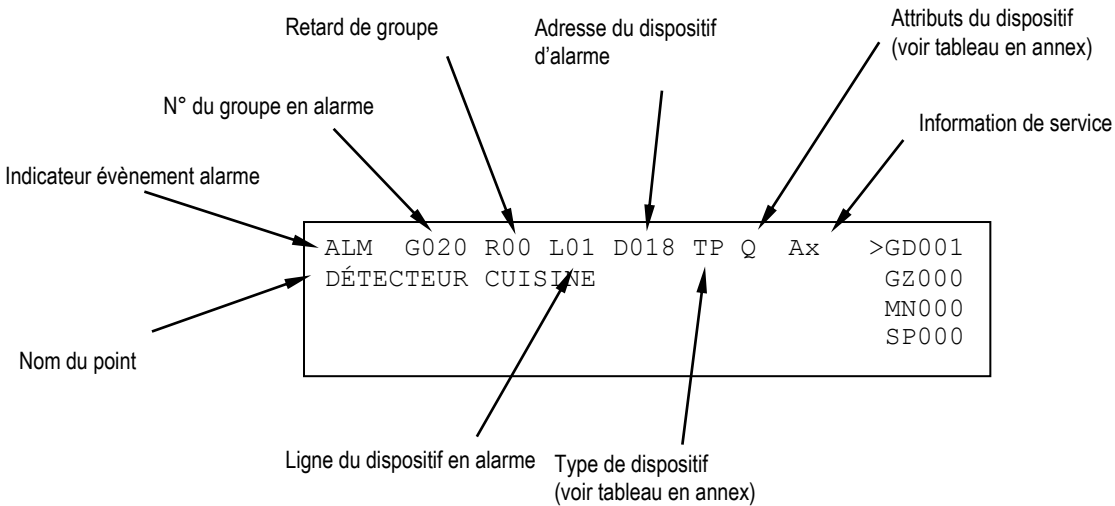 Retard de groupe
Adresse du dispositif
d'alarme
Attributs du dispositif
(voir tableau en annex)
N° du groupe en alarme
Information de service
Indicateur évènement alarme
ALM G020 R00 L01 D018 TP Q Ax >GD001
DÉTECTEUR CUISINE GZ000
MN000
SP000
Nom du point
Ligne du dispositif en alarme
Type de dispositif
(voir tableau en annex)